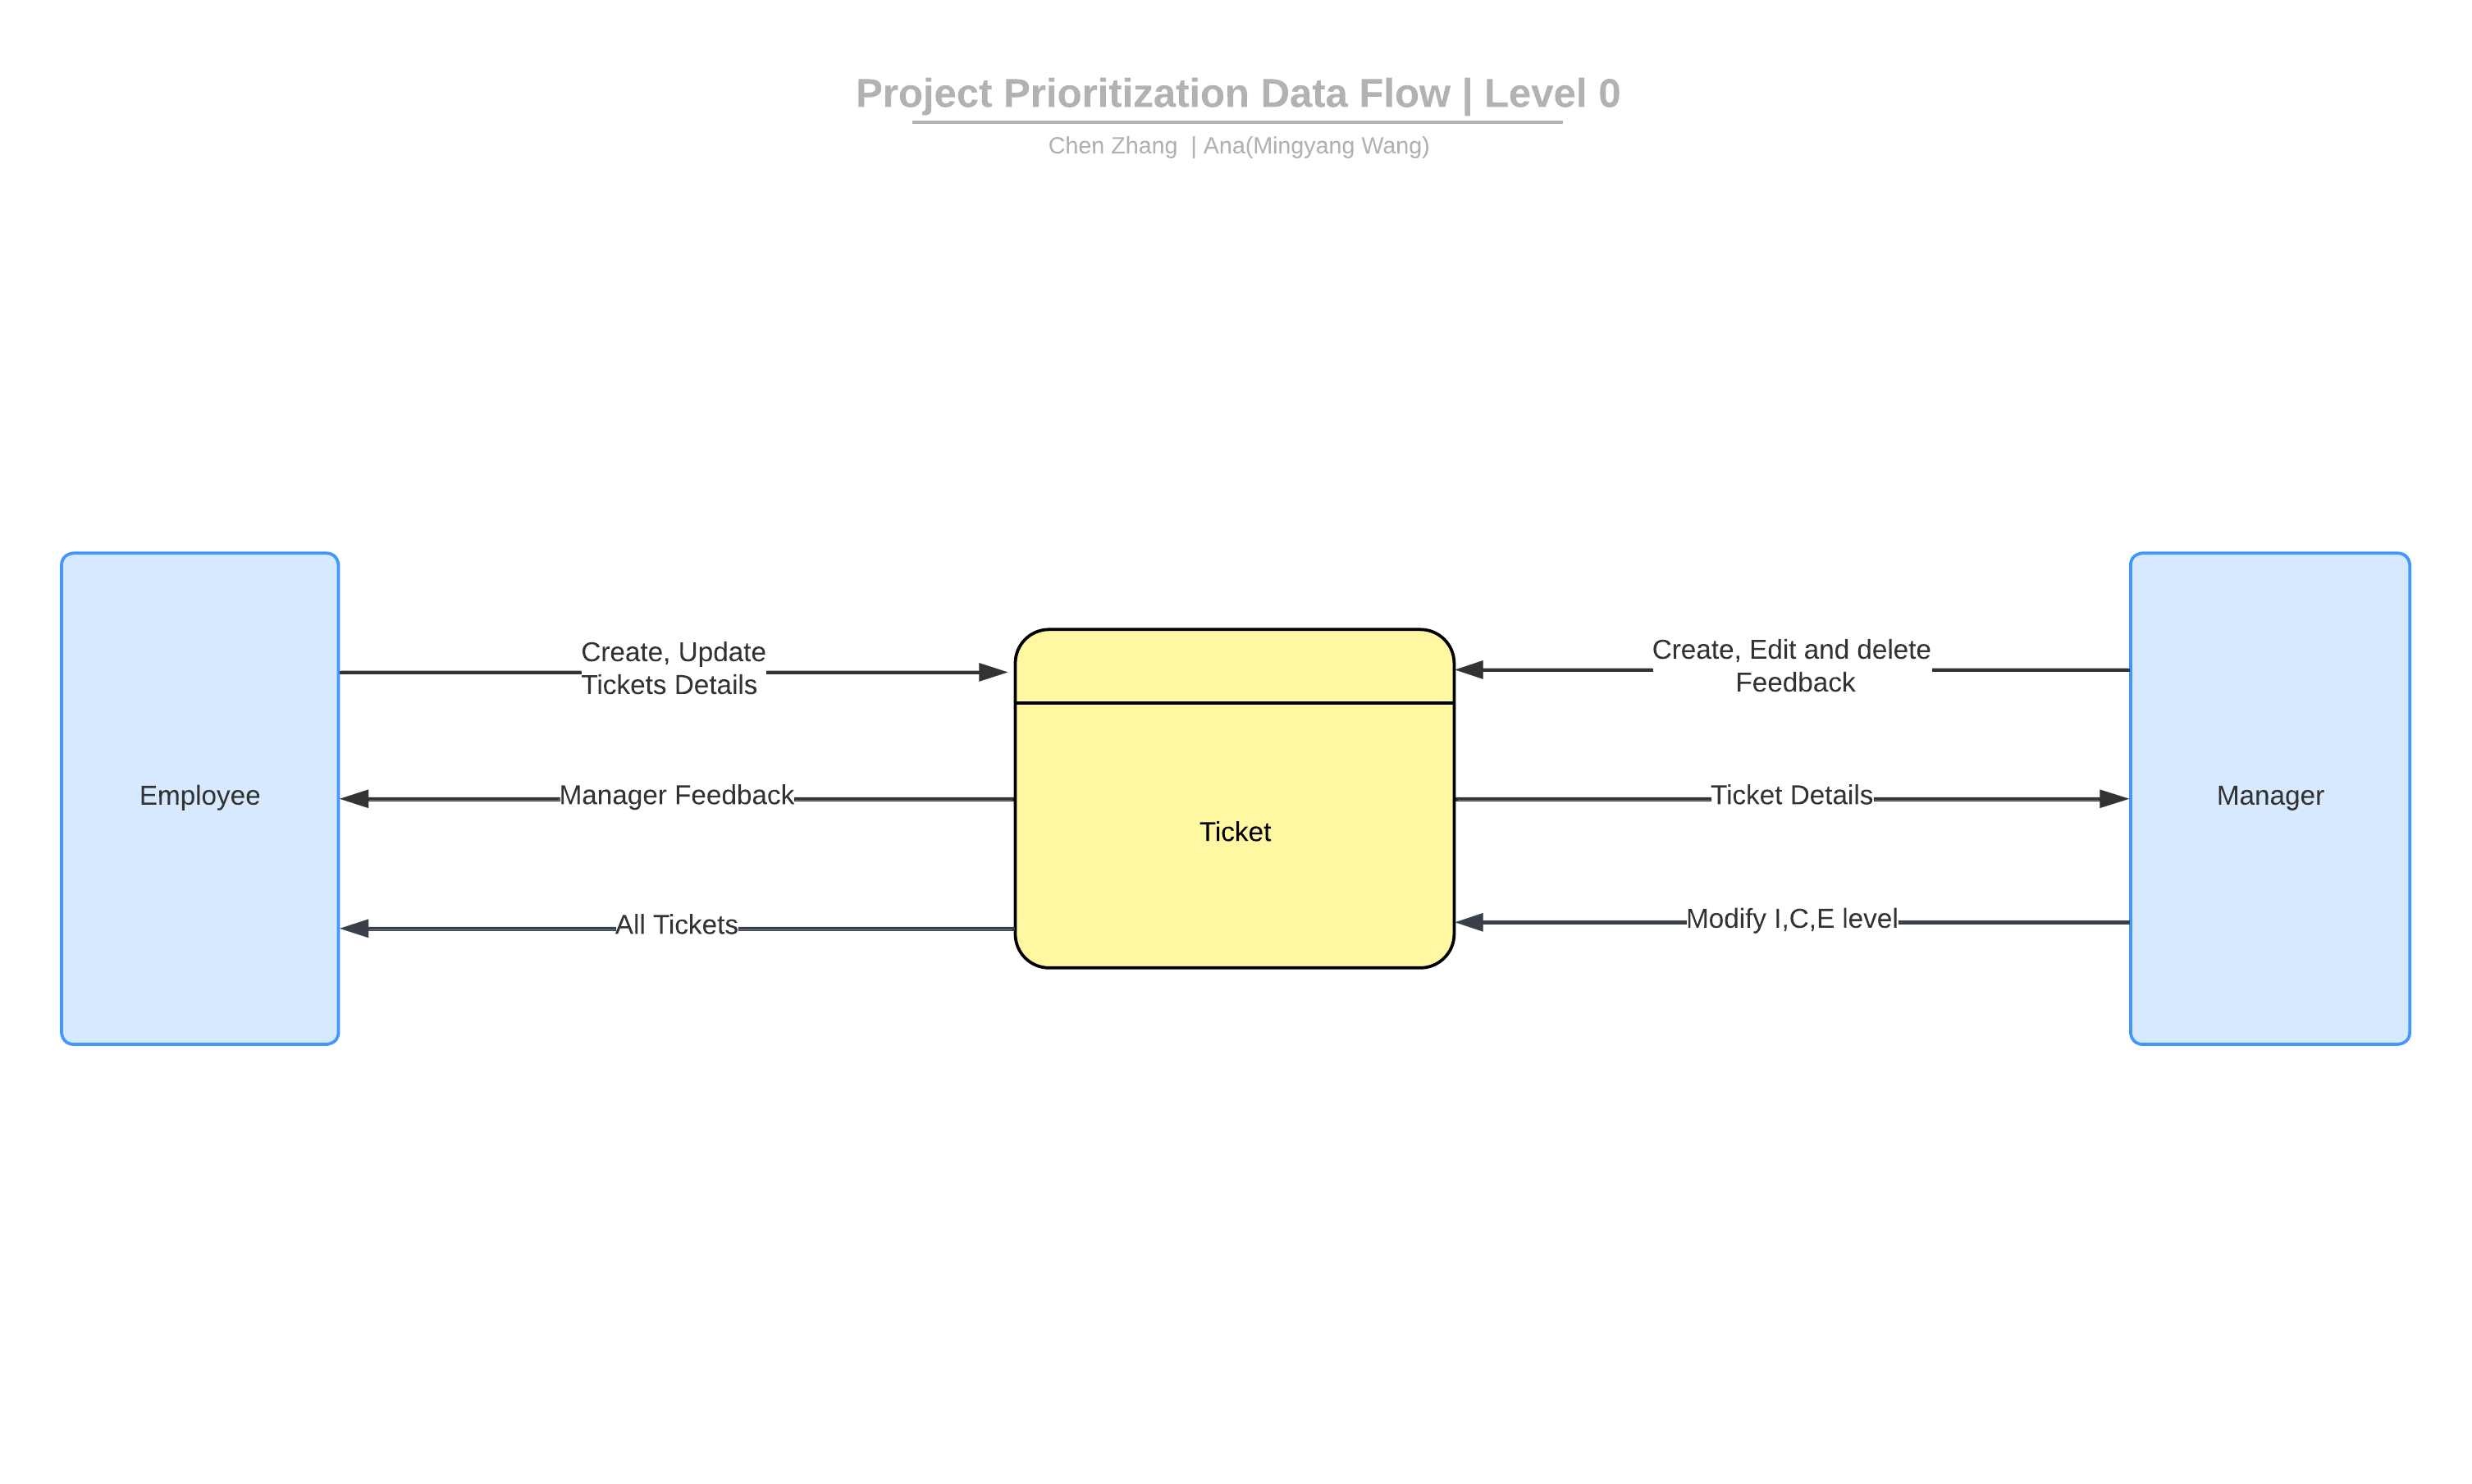 Project Prioritization Data Flow | Level 0
Chen Zhang | Ana(Mingyang Wang)
Employee
Create, Update
Tickets Details
Manager Feedback
All Tickets
Ticket
Create, Edit and delete
Feedback
Ticket Details
Modify I,C,E level
Manager